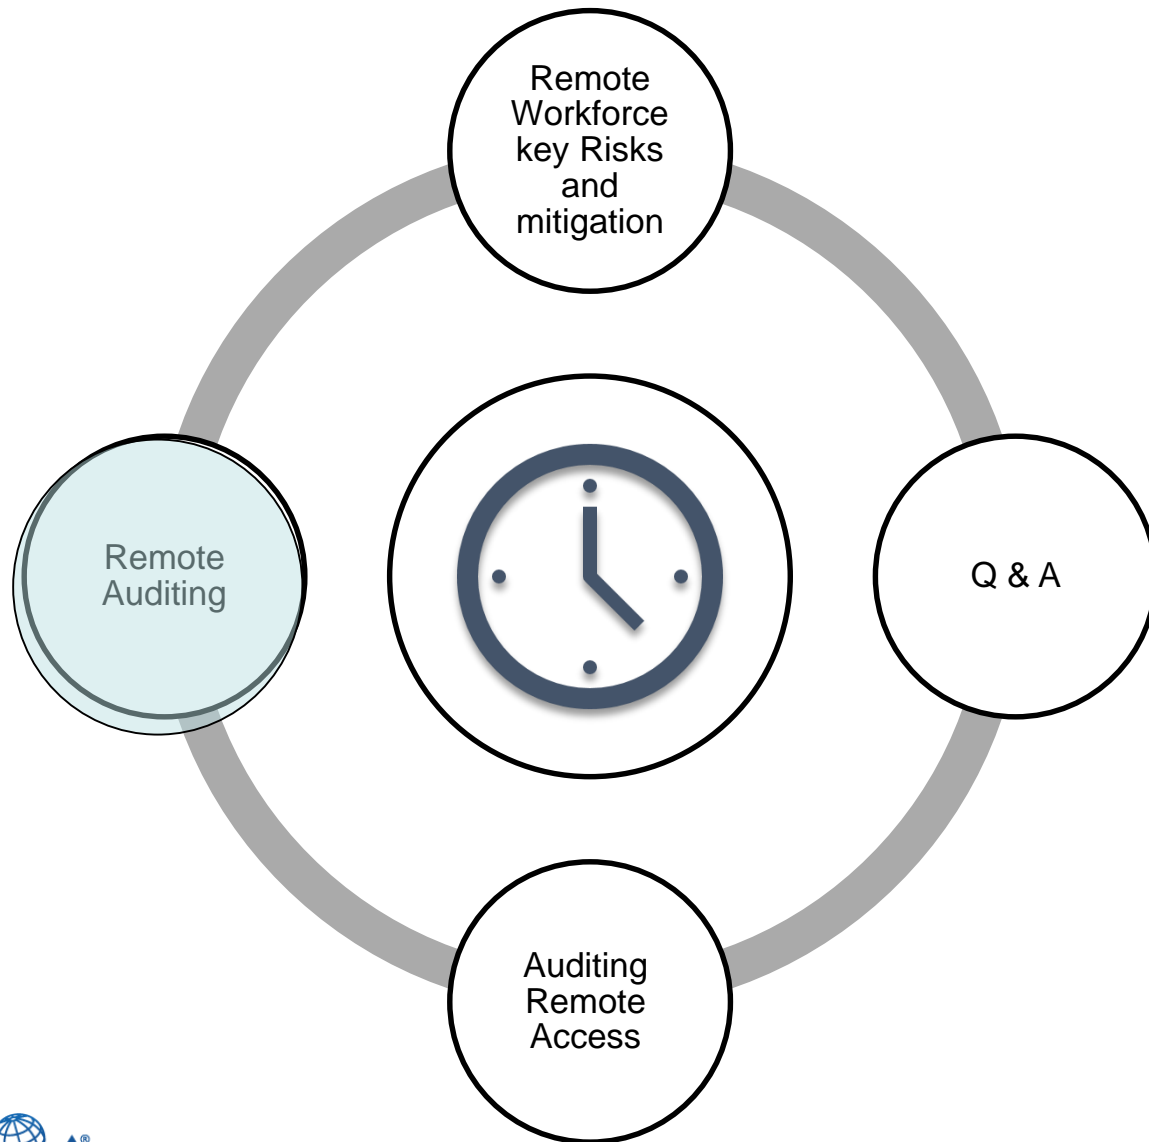 Remote
Workforce
key Risks
and
mitigation
Remote
Auditing
Q & A
Auditing
Remote
Access
®